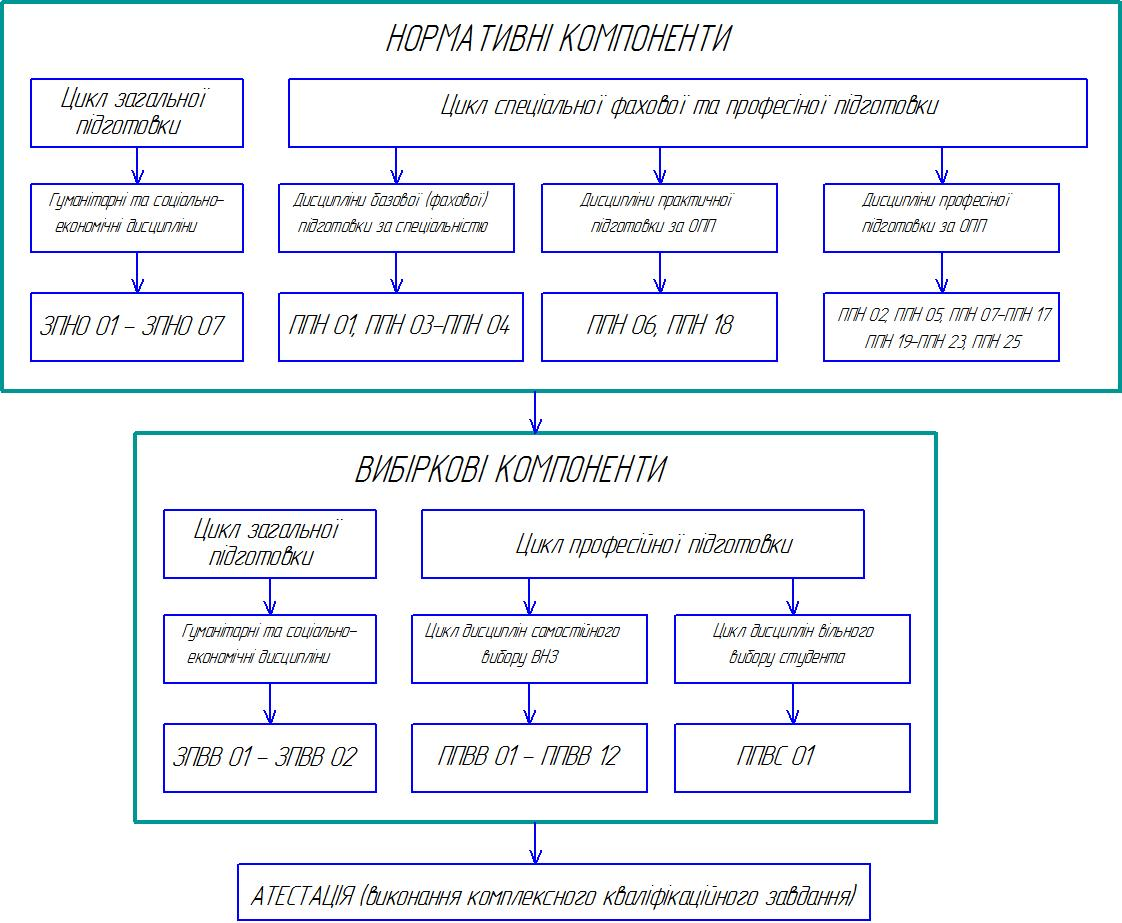 НОРМАТИВНІ КОМПОНЕНТИ
Цикл загальної
підготовки
Цикл спеціальної фахової та професіної підготовки
Гуманітарні та соціально-
економічні дисципліни
Дисципліни базової (фахової)
підготовки за спеціальністю
Дисципліни практичної
підготовки за ОПП
Дисципліни професіної
підготовки за ОПП
ЗПНО 01 – ЗПНО 07
ППН 01, ППН 03–ППН 04
ППН 06, ППН 18
ППН 02, ППН 05, ППН 07–ППН 17
ППН 19–ППН 23, ППН 25
ВИБІРКОВІ КОМПОНЕНТИ
Цикл загальної
підготовки
Цикл професійної підготовки
Гуманітарні та соціально-
економічні дисципліни
Цикл дисциплін самостійного
вибору ВНЗ
Цикл дисциплін вільного
вибору студента
ЗПВВ 01 – ЗПВВ 02
ППВВ 01 – ППВВ 12
ППВС 01
АТЕСТАЦІЯ (виконання комплексного кваліфікаційного завдання)